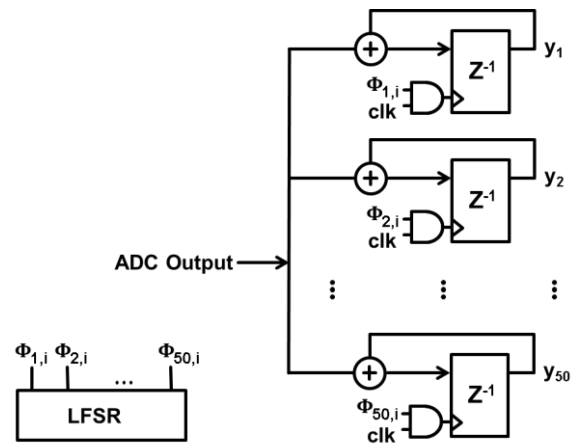 y₁
Z⁻¹
Φ₁,ᵢ
clk
y₂
Z⁻¹
Φ₂,ᵢ
clk
ADC Output
Φ₁,ᵢ Φ₂,ᵢ ... Φ₅₀,ᵢ
LFSR
y₅₀
Z⁻¹
Φ₅₀,ᵢ
clk